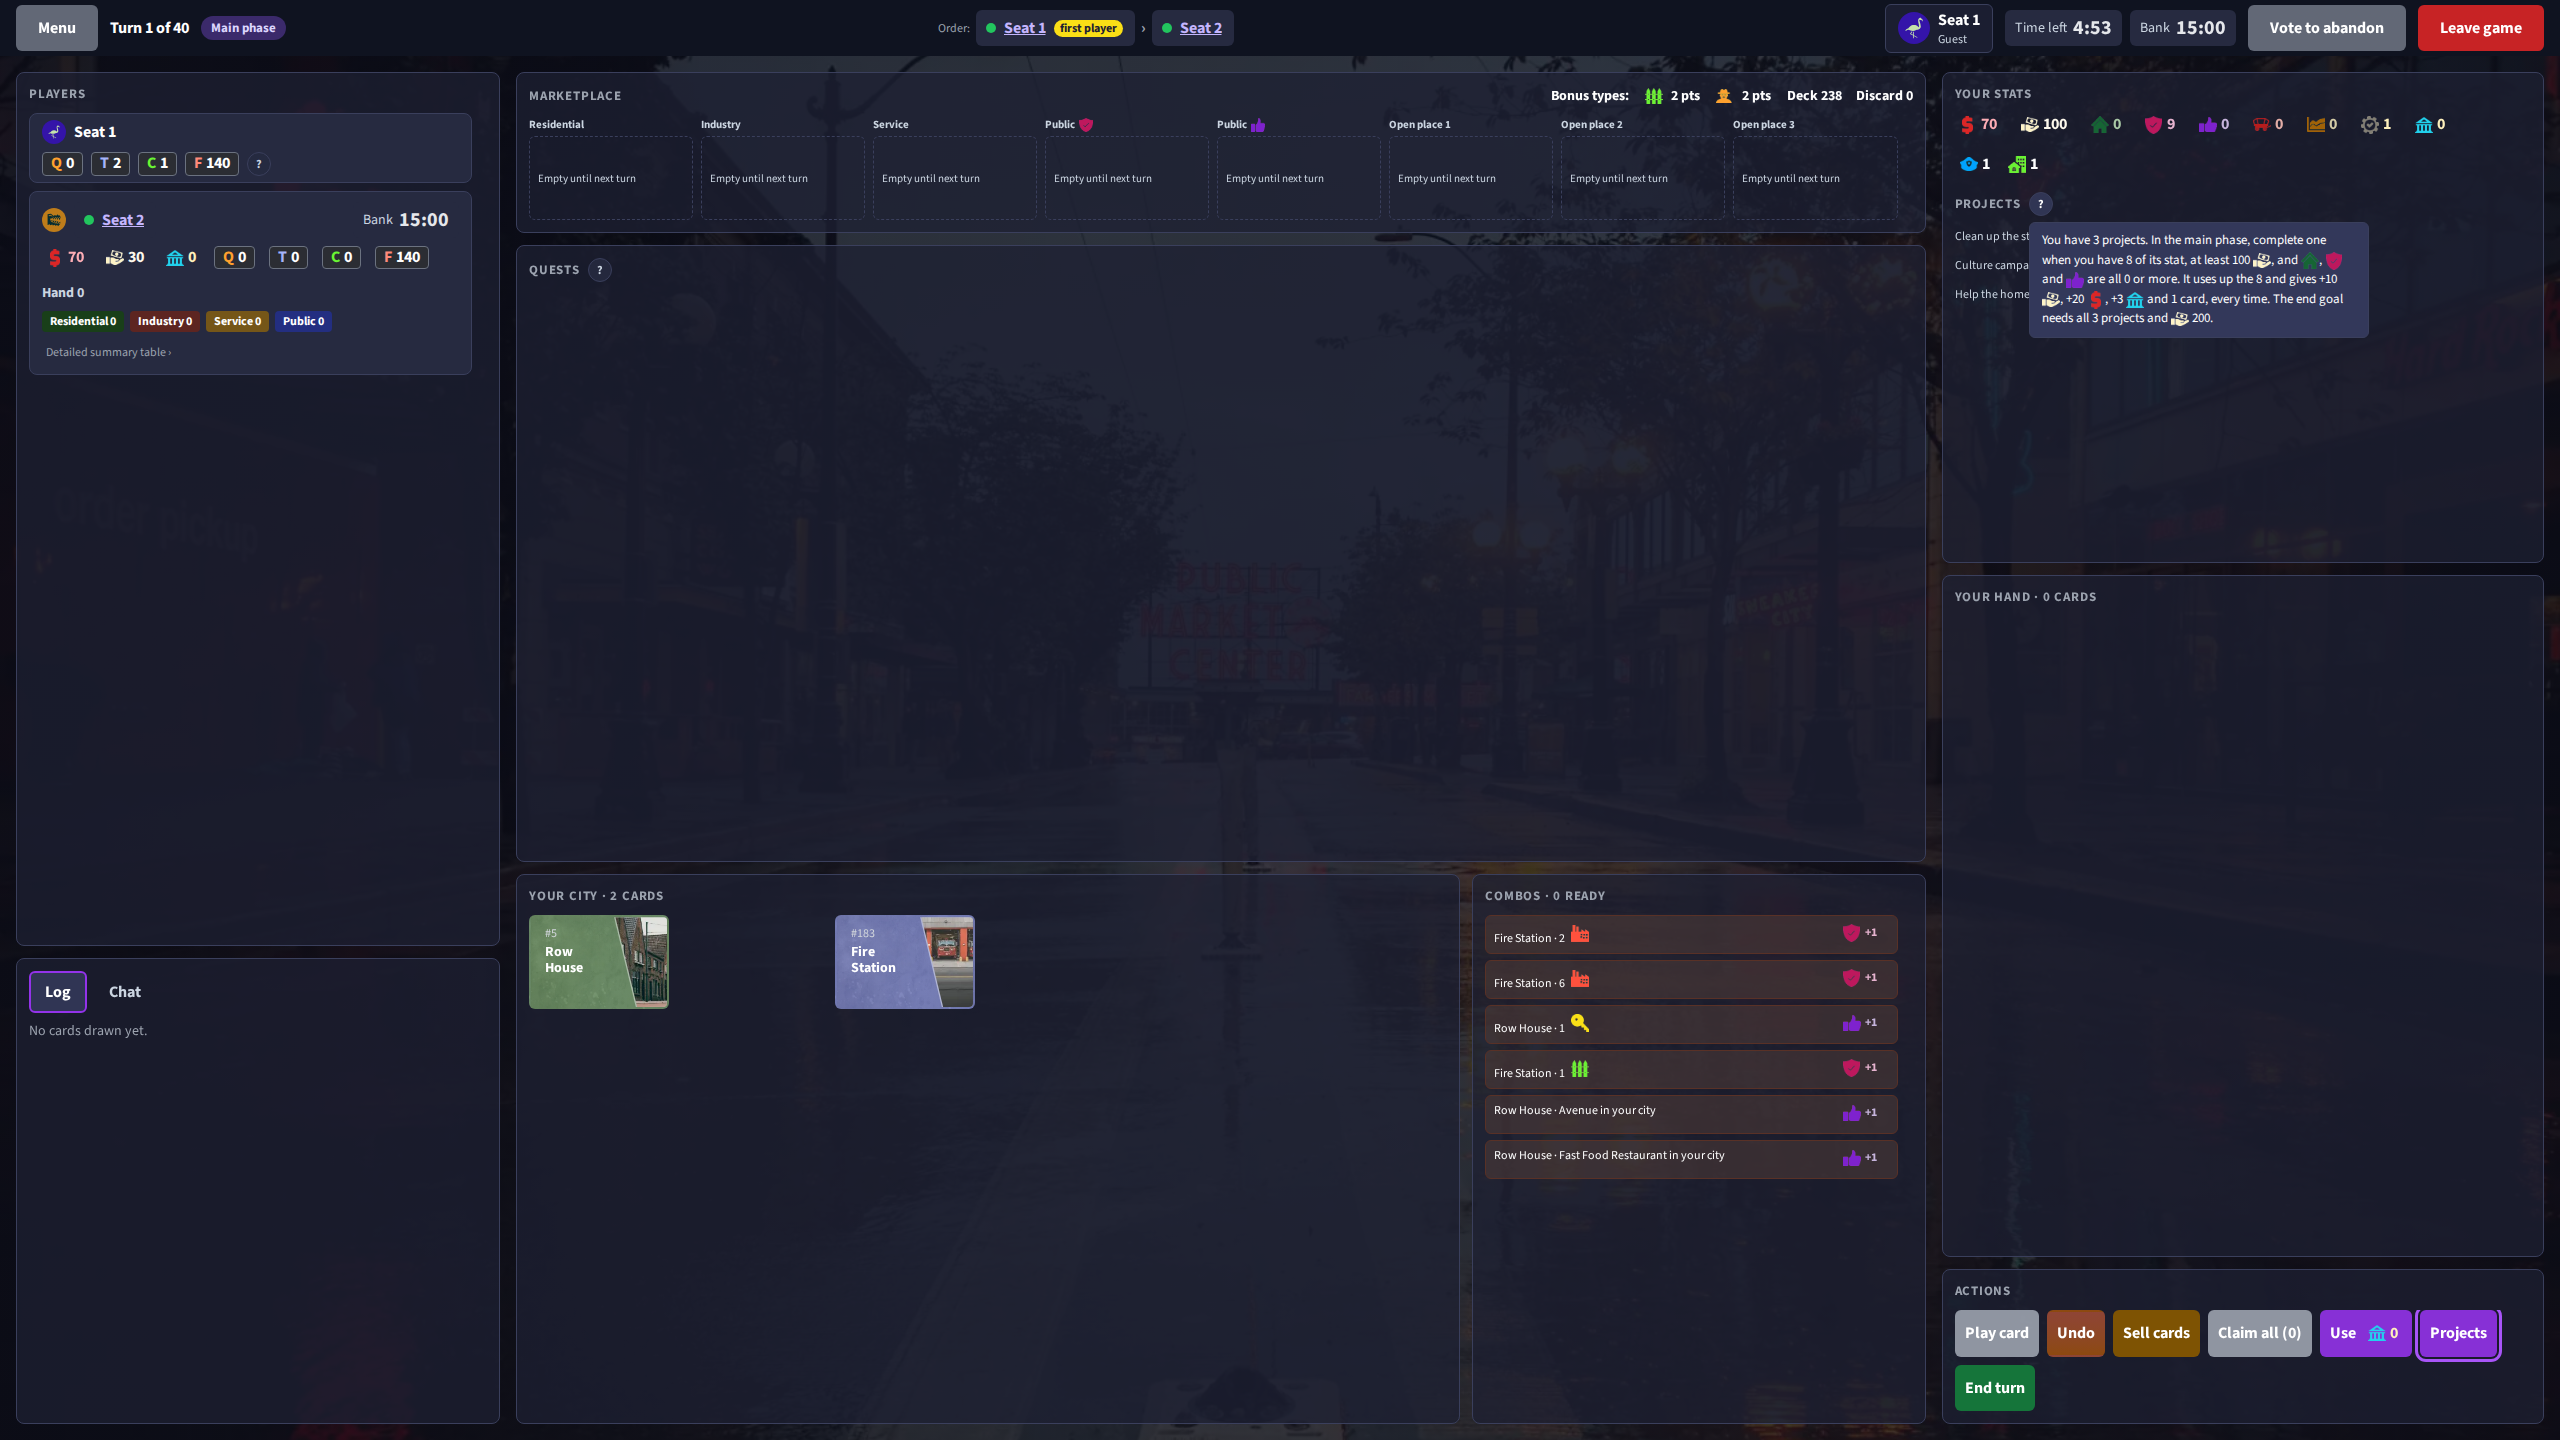 Menu
Turn 1 of 40
Main phase
Order:
Seat 1
first player
›
Seat 2
Seat 1
Guest
Time left 4:53
Bank 15:00
Vote to abandon
Leave game
PLAYERS
Seat 1
Q 0
T 2
C 1
F 140
?
Seat 2
Bank 15:00
70
30
0
Q 0
T 0
C 0
F 140
Hand 0
Residential 0
Industry 0
Service 0
Public 0
Detailed summary table ›
Log
Chat
No cards drawn yet.
MARKETPLACE
Bonus types:
2 pts
2 pts
Deck 238
Discard 0
Residential
Industry
Service
Public
Public
Open place 1
Open place 2
Open place 3
Empty until next turn
Empty until next turn
Empty until next turn
Empty until next turn
Empty until next turn
Empty until next turn
Empty until next turn
Empty until next turn
QUESTS
?
order pickup
PUBLIC
MARKET
CENTER
YOUR CITY · 2 CARDS
#5
Row
House
#183
Fire
Station
COMBOS · 0 READY
Fire Station · 2
+1
Fire Station · 6
+1
Row House · 1
+1
Fire Station · 1
+1
Row House · Avenue in your city
+1
Row House · Fast Food Restaurant in your city
+1
YOUR STATS
70
100
0
9
0
0
0
1
0
1
1
PROJECTS
?
Clean up the st
Culture campa
Help the home
You have 3 projects. In the main phase, complete one
when you have 8 of its stat, at least 100 , and ,
and are all 0 or more. It uses up the 8 and gives +10
, +20 , +3 and 1 card, every time. The end goal
needs all 3 projects and 200.
YOUR HAND · 0 CARDS
ACTIONS
Play card
Undo
Sell cards
Claim all (0)
Use 0
Projects
End turn